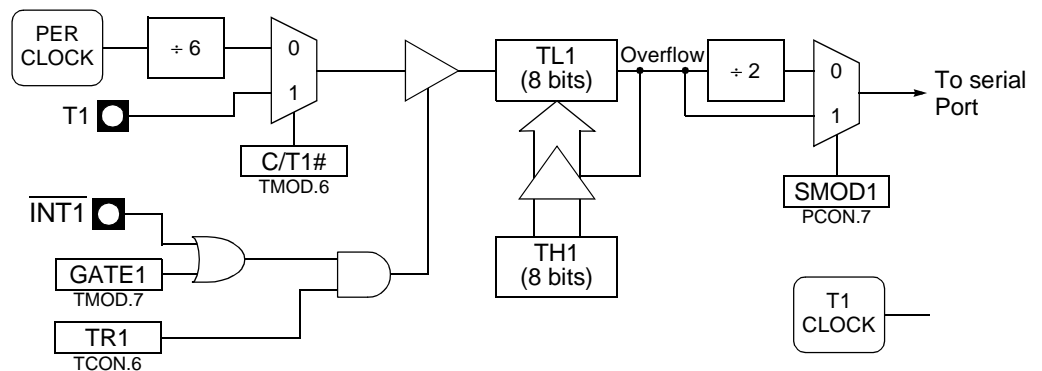 PER
CLOCK
÷ 6
0
1
T1
C/T1#
TMOD.6
TL1
(8 bits)
Overflow
÷ 2
0
1
To serial
Port
SMOD1
PCON.7
INT1
GATE1
TMOD.7
TR1
TCON.6
TH1
(8 bits)
T1
CLOCK